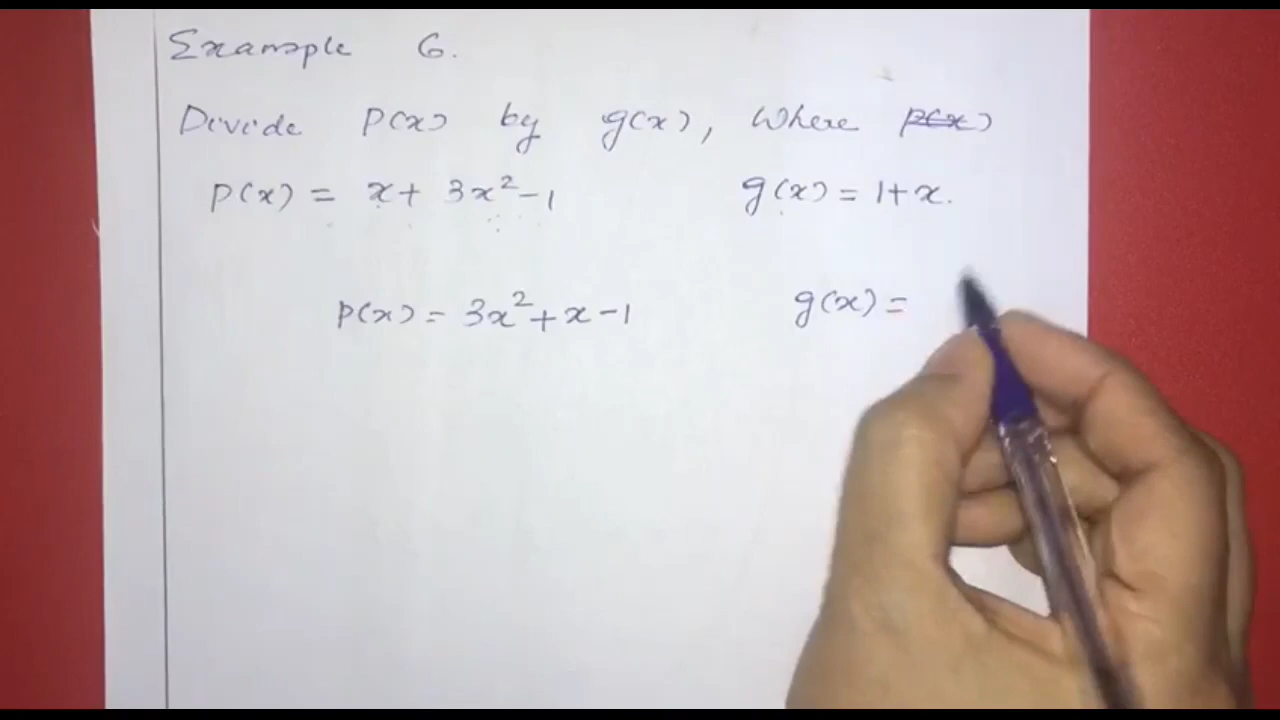 Example 6.
Divide P(x) by g(x), Where p(x)
P(x) = x + 3x² - 1 g(x) = 1 + x.
P(x) = 3x² + x - 1 g(x) =